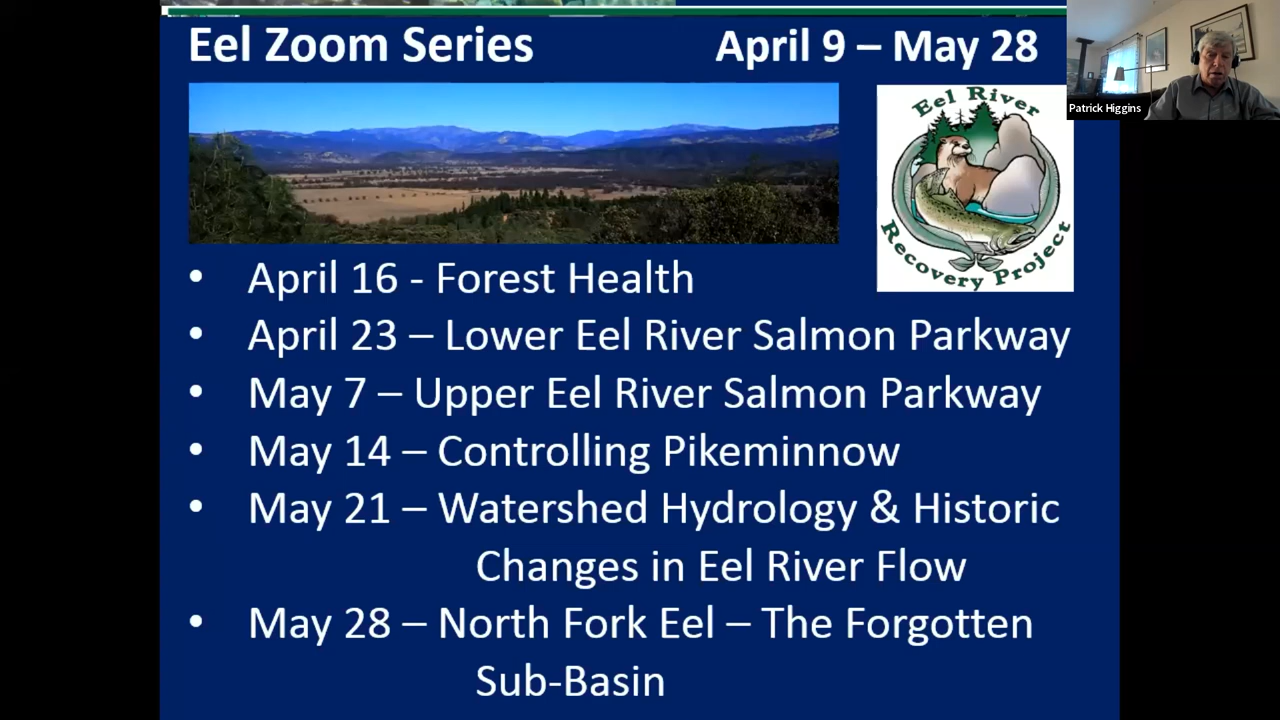 Eel Zoom Series April 9 – May 28
Patrick Higgins
Eel River
Recovery Project
• April 16 - Forest Health
• April 23 – Lower Eel River Salmon Parkway
• May 7 – Upper Eel River Salmon Parkway
• May 14 – Controlling Pikeminnow
• May 21 – Watershed Hydrology & Historic
Changes in Eel River Flow
• May 28 – North Fork Eel – The Forgotten
Sub-Basin